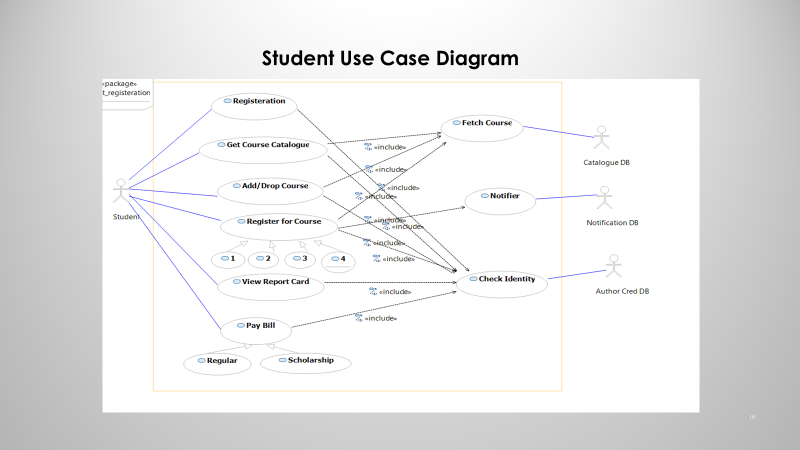 Student Use Case Diagram
«package»
t_registeration
Registeration
Get Course Catalogue
Add/Drop Course
Register for Course
1
2
3
4
View Report Card
Pay Bill
Regular
Scholarship
Student
«include»
«include»
«include»
«include»
«include»
«include»
«include»
«include»
«include»
«include»
Fetch Course
Notifier
Check Identity
Catalogue DB
Notification DB
Author Cred DB